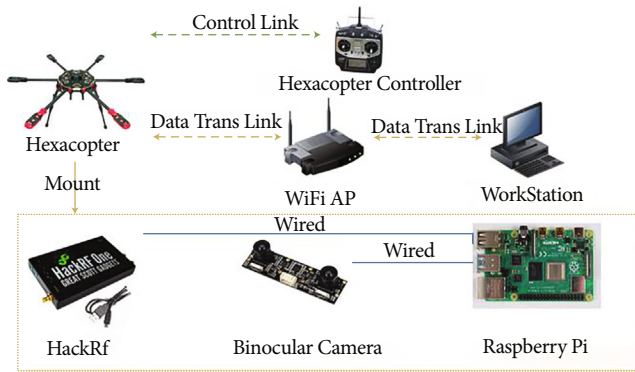 Control Link
Hexacopter Controller
Data Trans Link
Data Trans Link
Hexacopter
WiFi AP
WorkStation
Mount
Wired
Wired
HackRF One
GREAT SCOTT GADGETS
HackRf
Binocular Camera
Raspberry Pi